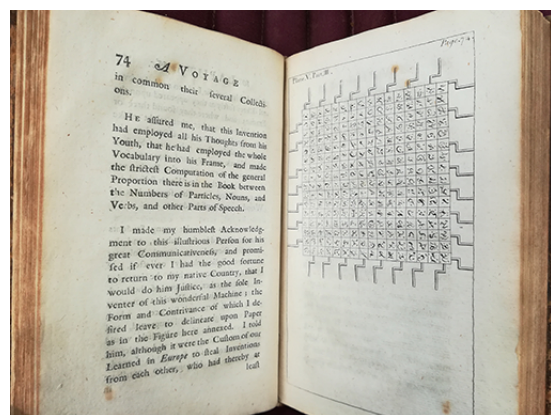 74 A VOYAGE
in common their several Collecti-
ons.
HE assured me, that this Invention
had employed all his Thoughts from his
Youth, that he had employed the whole
Vocabulary into his Frame, and made
the strictest Computation of the general
Proportion there is in the Book between
the Numbers of Particles, Nouns, and
Verbs, and other Parts of Speech.
I made my humblest Acknowledg-
ment to this illustrious Person for his
great Communicativeness, and promi-
sed if ever I had the good fortune
to return to my native Country, that I
would do him Justice, as the sole In-
venter of this wonderful Machine; the
Form and Contrivance of which I de-
sired leave to delineate upon Paper
as in the Figure here annexed. I told
him, although it were the Custom of our
Learned in Europe to steal Inventions
from each other, who had thereby at
least
Plate V. Part. III.
Page. 74.